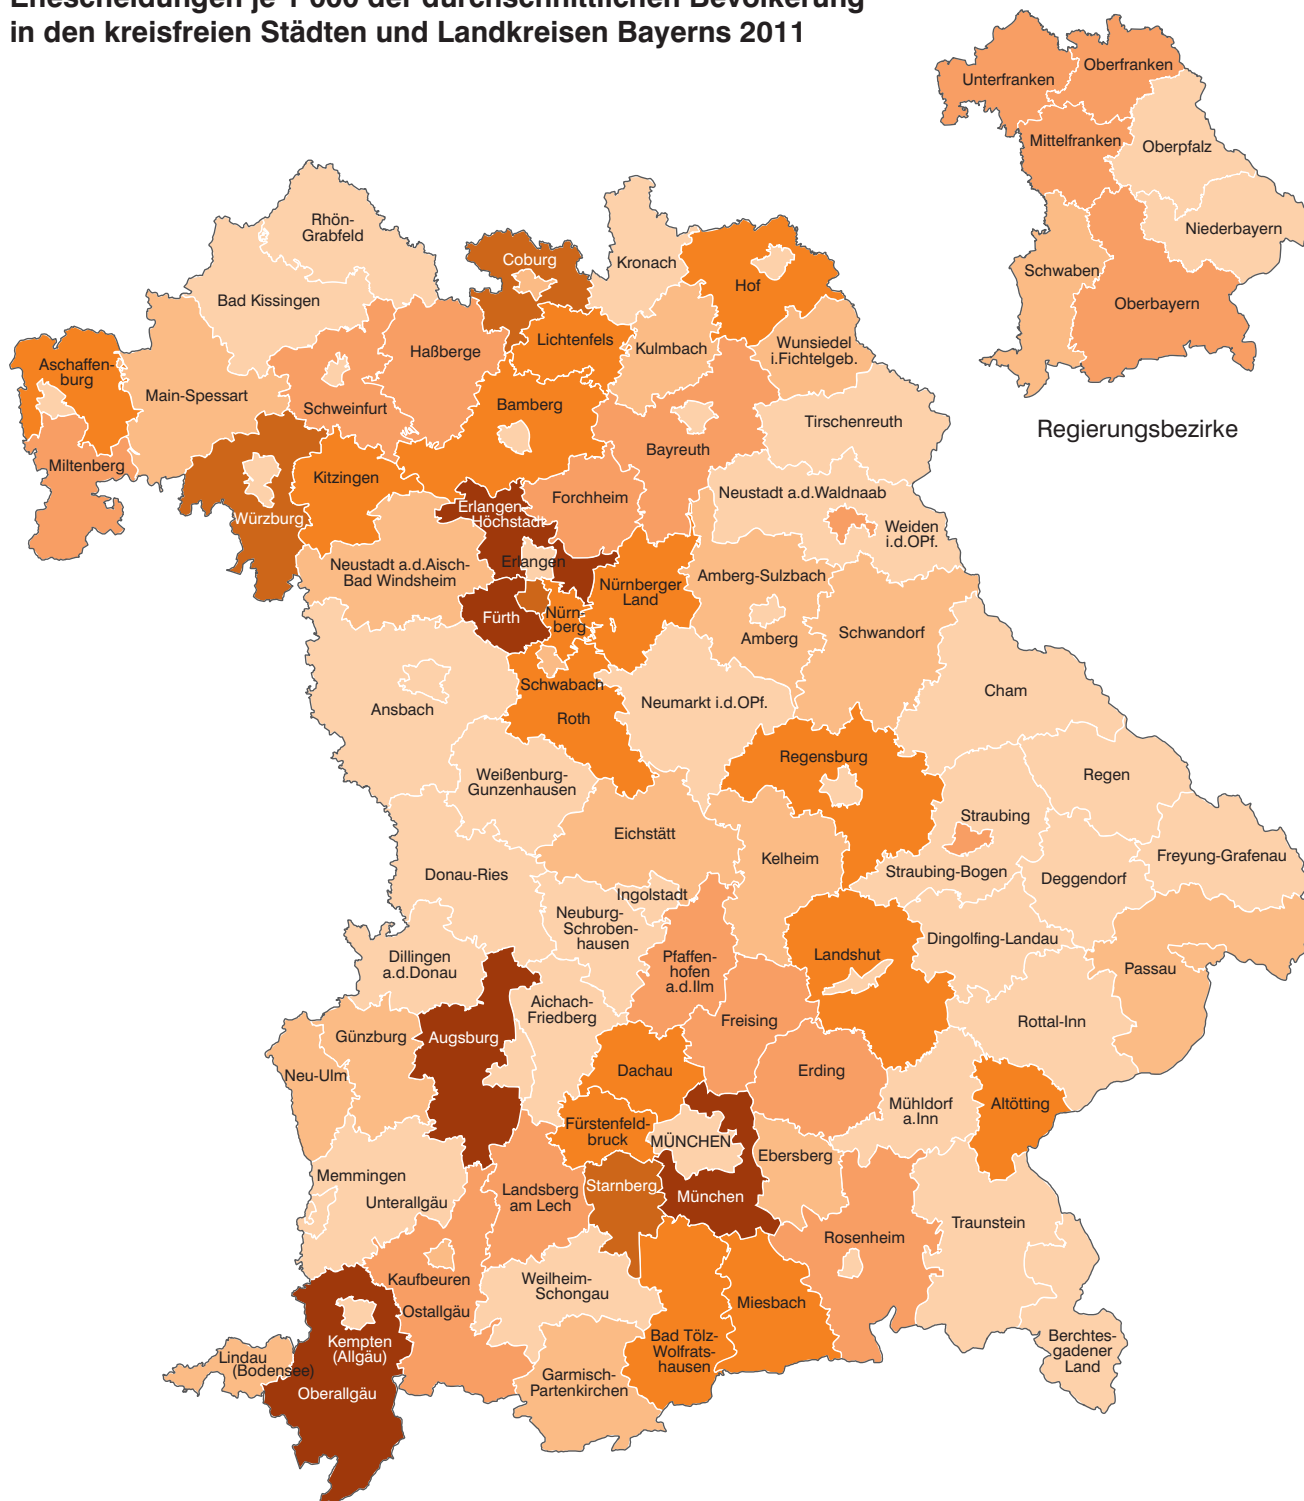 Ehescheidungen je 1 000 der durchschnittlichen Bevölkerung
in den kreisfreien Städten und Landkreisen Bayerns 2011
Unterfranken
Oberfranken
Mittelfranken
Oberpfalz
Niederbayern
Schwaben
Oberbayern
Regierungsbezirke
Rhön-
Grabfeld
Coburg
Kronach
Hof
Bad Kissingen
Lichtenfels
Kulmbach
Wunsiedel
i.Fichtelgeb.
Haßberge
Aschaffen-
burg
Main-Spessart
Schweinfurt
Bamberg
Tirschenreuth
Bayreuth
Miltenberg
Kitzingen
Forchheim
Neustadt a.d.Waldnaab
Würzburg
Erlangen-
Höchstadt
Weiden
i.d.OPf.
Erlangen
Neustadt a.d.Aisch-
Bad Windsheim
Nürnberger
Land
Amberg-Sulzbach
Fürth
Nürn-
berg
Amberg
Schwandorf
Schwabach
Cham
Ansbach
Roth
Neumarkt i.d.OPf.
Regensburg
Weißenburg-
Gunzenhausen
Regen
Straubing
Eichstätt
Kelheim
Freyung-Grafenau
Donau-Ries
Straubing-Bogen
Deggendorf
Ingolstadt
Neuburg-
Schroben-
hausen
Dingolfing-Landau
Landshut
Dillingen
a.d.Donau
Pfaffen-
hofen
a.d.Ilm
Passau
Aichach-
Friedberg
Freising
Rottal-Inn
Günzburg
Augsburg
Neu-Ulm
Dachau
Erding
Mühldorf
a.Inn
Altötting
Fürstenfeld-
bruck
MÜNCHEN
Ebersberg
Memmingen
Unterallgäu
Landsberg
am Lech
Starnberg
München
Traunstein
Rosenheim
Kaufbeuren
Weilheim-
Schongau
Ostallgäu
Miesbach
Kempten
(Allgäu)
Bad Tölz-
Wolfrats-
hausen
Berchtes-
gadener
Land
Lindau
(Bodensee)
Garmisch-
Partenkirchen
Oberallgäu